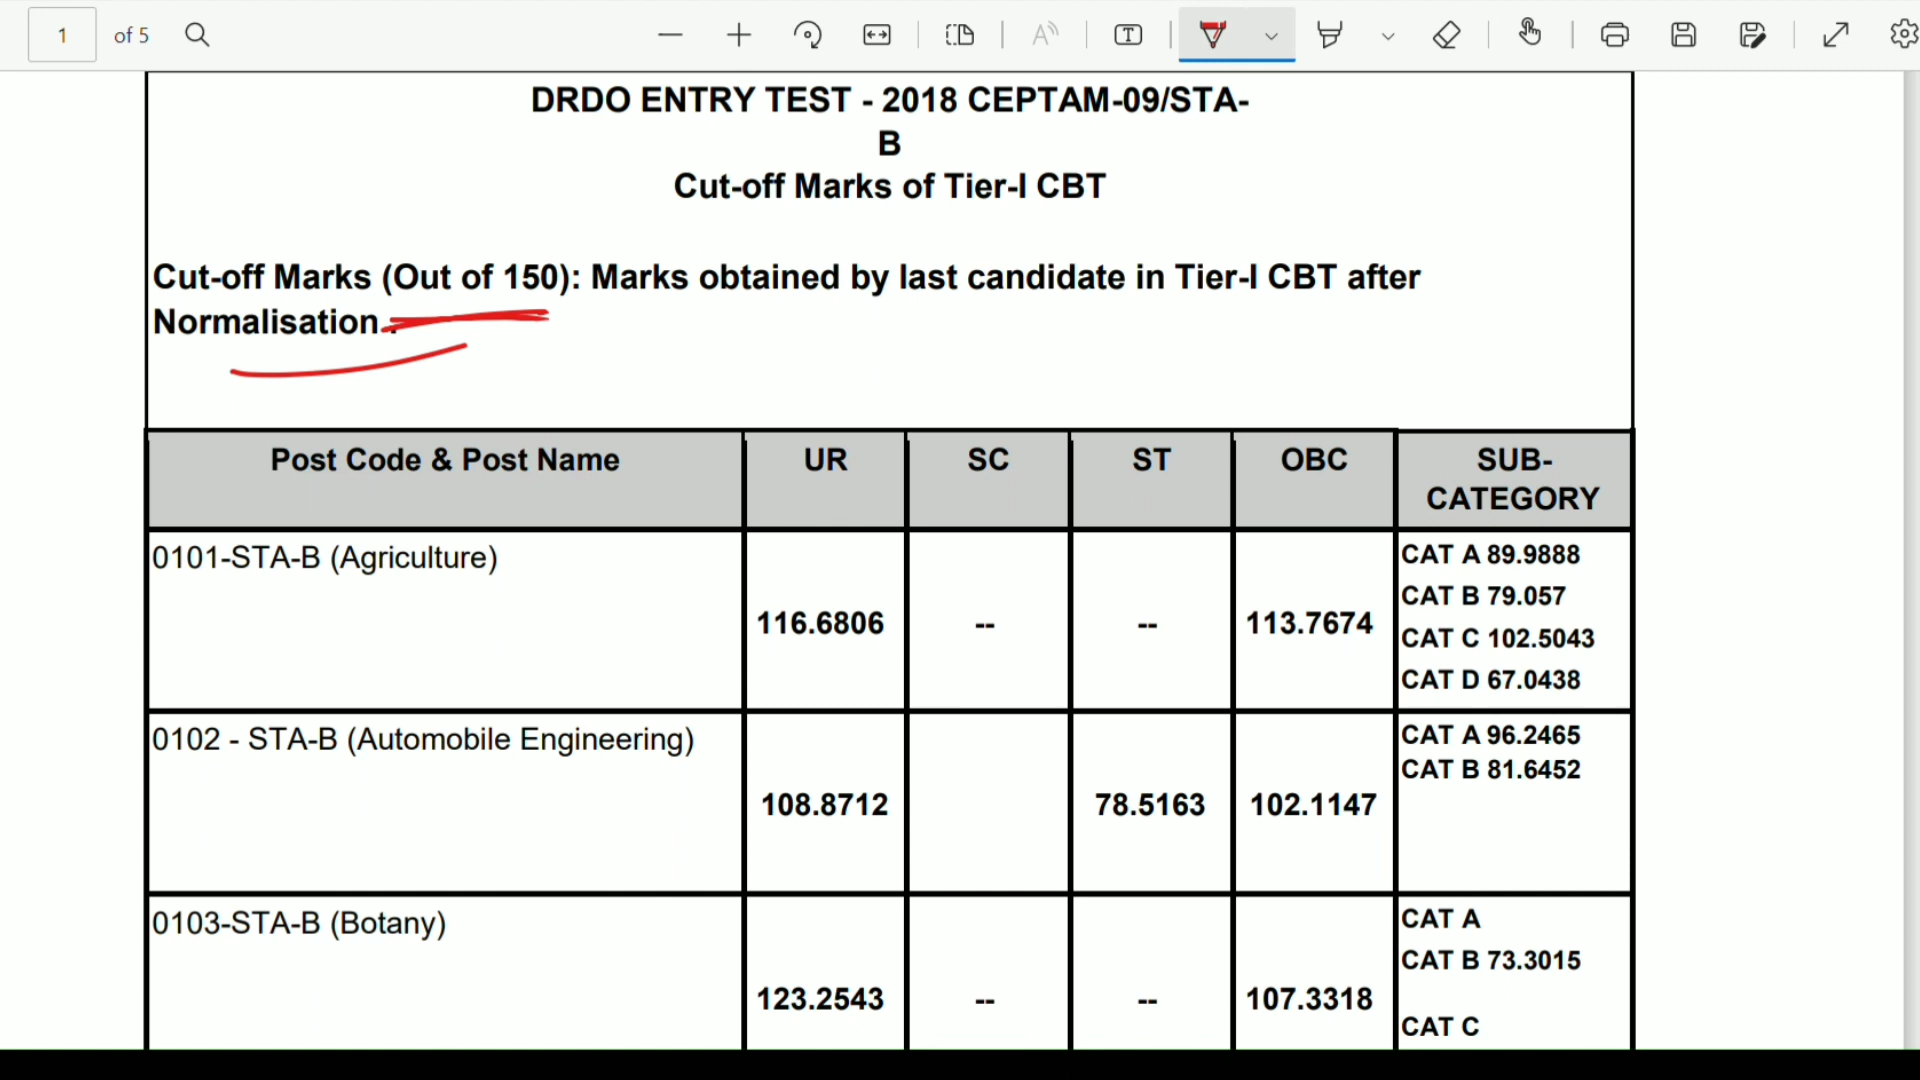 1 of 5
DRDO ENTRY TEST - 2018 CEPTAM-09/STA-
B
Cut-off Marks of Tier-I CBT
Cut-off Marks (Out of 150): Marks obtained by last candidate in Tier-I CBT after
Normalisation .
Post Code & Post Name UR SC ST OBC SUB-
CATEGORY
0101-STA-B (Agriculture)
116.6806 -- -- 113.7674
CAT A 89.9888
CAT B 79.057
CAT C 102.5043
CAT D 67.0438
0102 - STA-B (Automobile Engineering)
108.8712 78.5163 102.1147
CAT A 96.2465
CAT B 81.6452
0103-STA-B (Botany)
123.2543 -- -- 107.3318
CAT A
CAT B 73.3015
CAT C